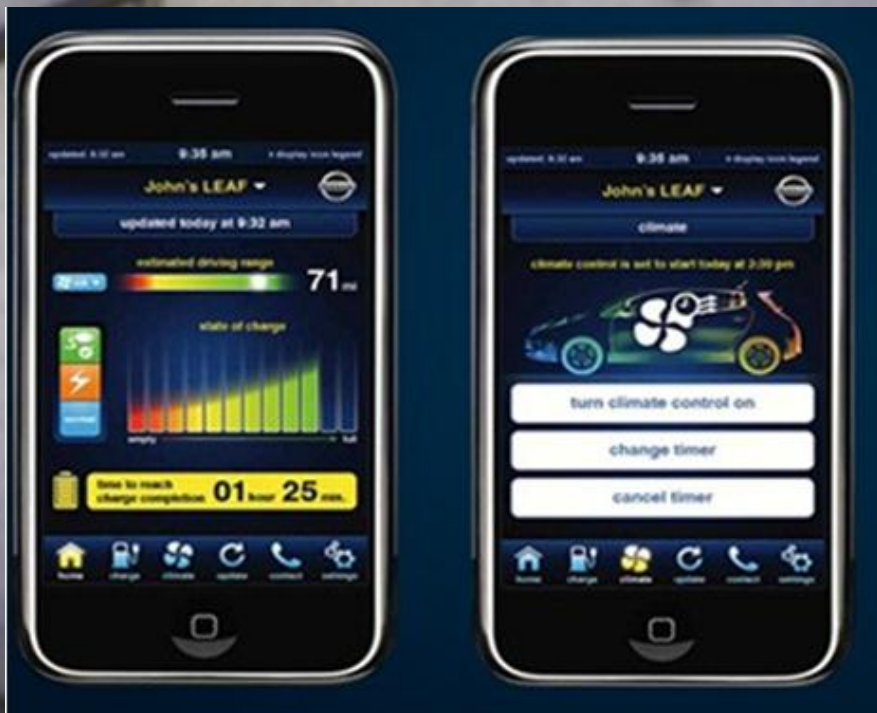 updated: 9:32 am
9:35 am
display icon legend
John's LEAF
updated today at 9:32 am
estimated driving range
71 mi
state of charge
empty
full
time to reach
charge completion 01 hour 25 min.
home
charge
climate
update
contact
settings
updated: 9:32 am
9:35 am
display icon legend
John's LEAF
climate
climate control is set to start today at 2:30 pm
turn climate control on
change timer
cancel timer
home
charge
climate
update
contact
settings